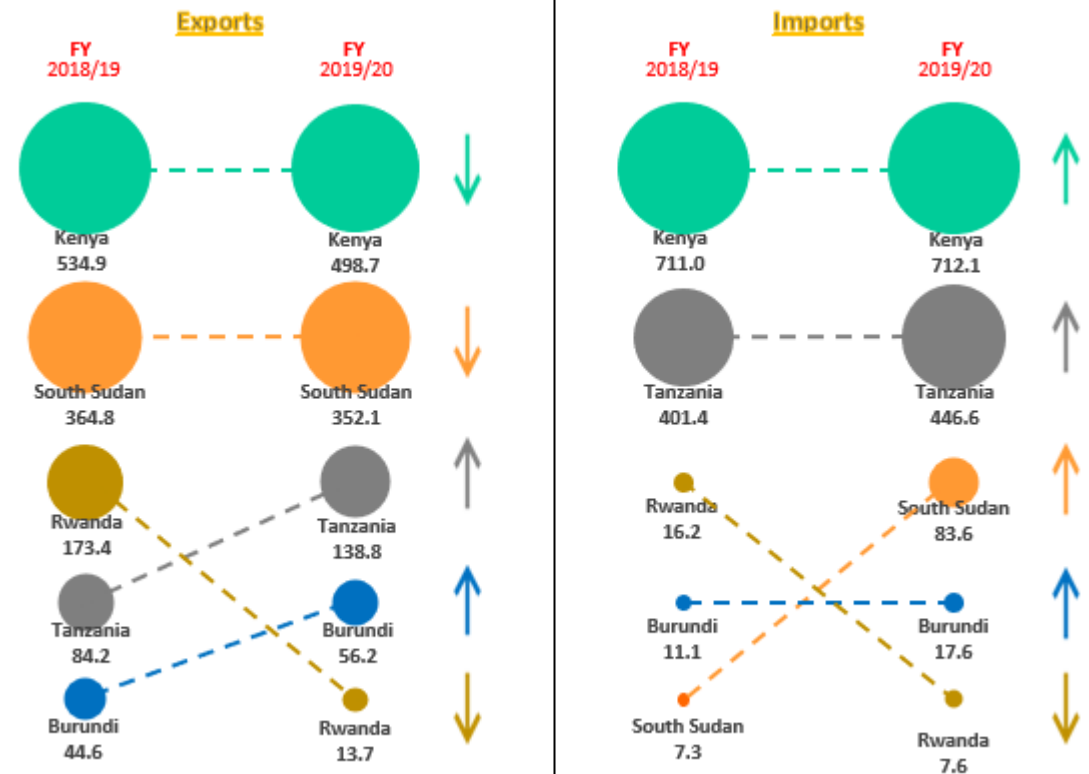 Exports
FY
2018/19
FY
2019/20
Kenya
534.9
Kenya
498.7
South Sudan
364.8
South Sudan
352.1
Rwanda
173.4
Tanzania
138.8
Tanzania
84.2
Burundi
56.2
Burundi
44.6
Rwanda
13.7
Imports
FY
2018/19
FY
2019/20
Kenya
711.0
Kenya
712.1
Tanzania
401.4
Tanzania
446.6
Rwanda
16.2
South Sudan
83.6
Burundi
11.1
Burundi
17.6
South Sudan
7.3
Rwanda
7.6